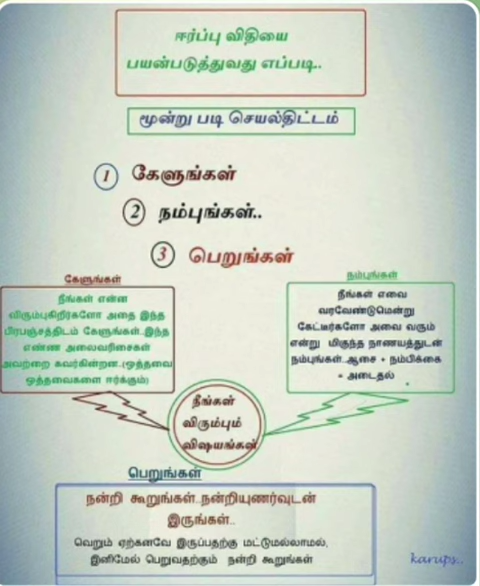 ஈர்ப்பு விதியை
பயன்படுத்துவது எப்படி..
மூன்று படி செயல்திட்டம்
1 கேளுங்கள்
2 நம்புங்கள்..
3 பெறுங்கள்
கேளுங்கள்
நீங்கள் என்ன
விரும்புகிறீர்களோ அதை இந்த
பிரபஞ்சத்திடம் கேளுங்கள்..இந்த
எண்ண அலைவரிசைகள்
அவற்றை கவர்கின்றன..(ஒத்தவை
ஒத்தவைகளை ஈர்க்கும்)
நம்புங்கள்
நீங்கள் எவை
வரவேண்டுமென்று
கேட்டீர்களோ அவை வரும்
என்று மிகுந்த நாணயத்துடன்
நம்புங்கள்..ஆசை + நம்பிக்கை
= அடைதல்
நீங்கள்
விரும்பும்
விஷயங்கள்
பெறுங்கள்
நன்றி கூறுங்கள்..நன்றியுணர்வுடன்
இருங்கள்..
வெறும் ஏற்கனவே இருப்பதற்கு மட்டுமல்லாமல்,
இனிமேல் பெறுவதற்கும் நன்றி கூறுங்கள்
karups..